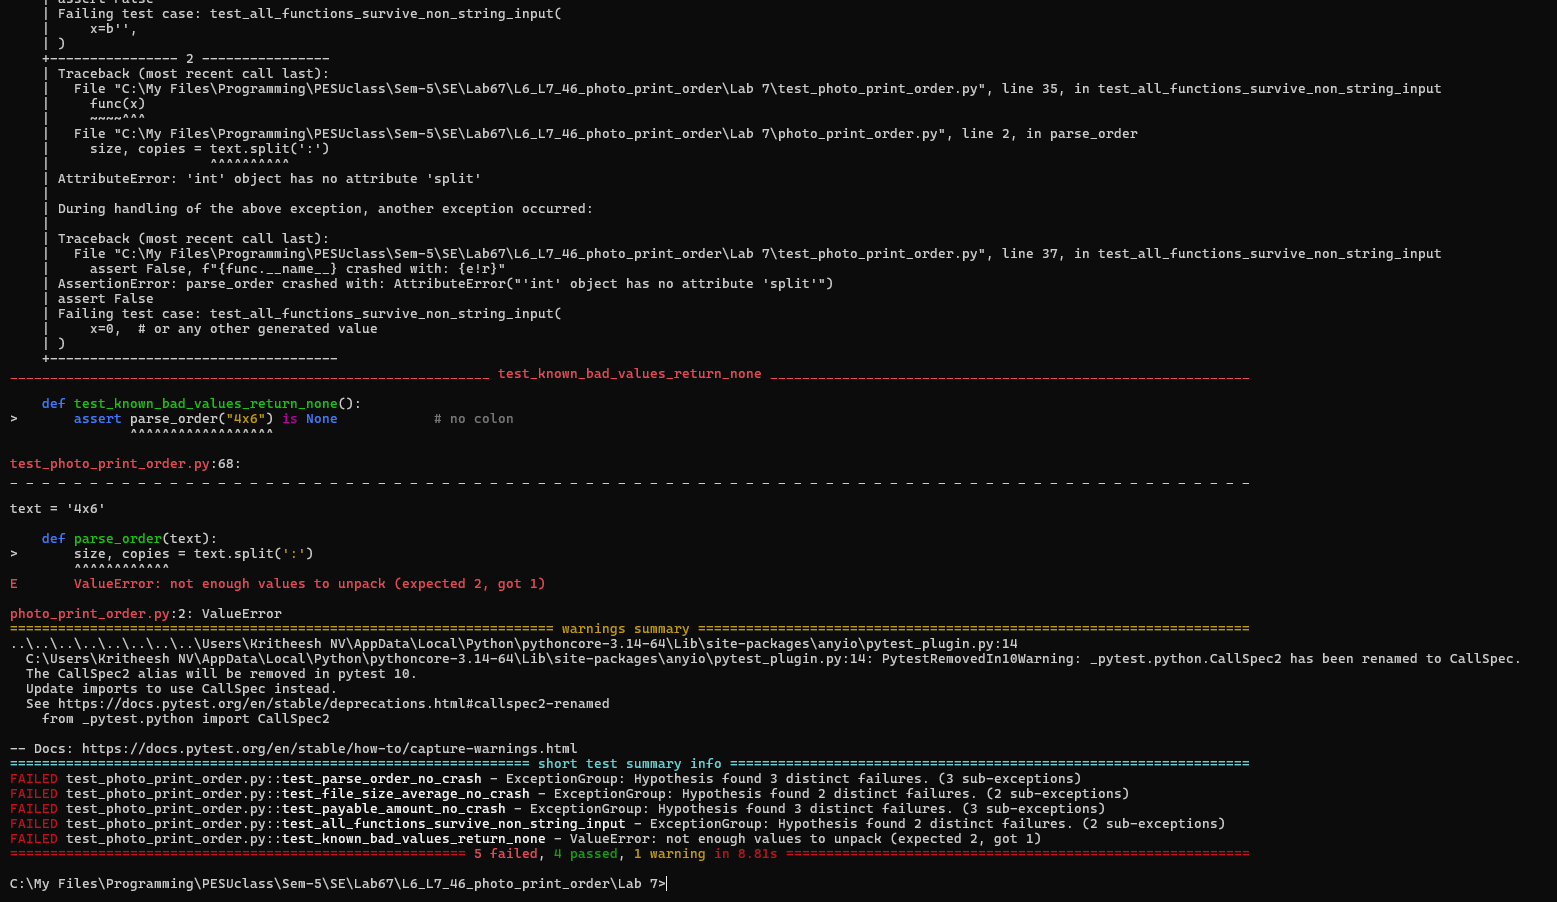 | assert False
    | Failing test case: test_all_functions_survive_non_string_input(
    |     x=b'',
    | )
    +---------------- 2 ----------------
    | Traceback (most recent call last):
    |   File "C:\My Files\Programming\PESUclass\Sem-5\SE\Lab67\L6_L7_46_photo_print_order\Lab 7\test_photo_print_order.py", line 35, in test_all_functions_survive_non_string_input
    |     func(x)
    |     ~~~~^^^
    |   File "C:\My Files\Programming\PESUclass\Sem-5\SE\Lab67\L6_L7_46_photo_print_order\Lab 7\photo_print_order.py", line 2, in parse_order
    |     size, copies = text.split(':')
    |                    ^^^^^^^^^^
    | AttributeError: 'int' object has no attribute 'split'
    |
    | During handling of the above exception, another exception occurred:
    |
    | Traceback (most recent call last):
    |   File "C:\My Files\Programming\PESUclass\Sem-5\SE\Lab67\L6_L7_46_photo_print_order\Lab 7\test_photo_print_order.py", line 37, in test_all_functions_survive_non_string_input
    |     assert False, f"{func.__name__} crashed with: {e!r}"
    | AssertionError: parse_order crashed with: AttributeError("'int' object has no attribute 'split'")
    | assert False
    | Failing test case: test_all_functions_survive_non_string_input(
    |     x=0,  # or any other generated value
    | )
    +------------------------------------
____________________________________________________________ test_known_bad_values_return_none ____________________________________________________________

    def test_known_bad_values_return_none():
>       assert parse_order("4x6") is None            # no colon
               ^^^^^^^^^^^^^^^^^^

test_photo_print_order.py:68:
_ _ _ _ _ _ _ _ _ _ _ _ _ _ _ _ _ _ _ _ _ _ _ _ _ _ _ _ _ _ _ _ _ _ _ _ _ _ _ _ _ _ _ _ _ _ _ _ _ _ _ _ _ _ _ _ _ _ _ _ _ _ _ _ _ _ _ _ _ _ _ _ _ _ _ _ _ _

text = '4x6'

    def parse_order(text):
>       size, copies = text.split(':')
        ^^^^^^^^^^^^
E       ValueError: not enough values to unpack (expected 2, got 1)

photo_print_order.py:2: ValueError
==================================================================== warnings summary =====================================================================
..\..\..\..\..\..\..\..\Users\Kritheesh NV\AppData\Local\Python\pythoncore-3.14-64\Lib\site-packages\anyio\pytest_plugin.py:14
  C:\Users\Kritheesh NV\AppData\Local\Python\pythoncore-3.14-64\Lib\site-packages\anyio\pytest_plugin.py:14: PytestRemovedIn10Warning: _pytest.python.CallSpec2 has been renamed to CallSpec.
  The CallSpec2 alias will be removed in pytest 10.
  Update imports to use CallSpec instead.
  See https://docs.pytest.org/en/stable/deprecations.html#callspec2-renamed
    from _pytest.python import CallSpec2

-- Docs: https://docs.pytest.org/en/stable/how-to/capture-warnings.html
================================================================= short test summary info =================================================================
FAILED test_photo_print_order.py::test_parse_order_no_crash - ExceptionGroup: Hypothesis found 3 distinct failures. (3 sub-exceptions)
FAILED test_photo_print_order.py::test_file_size_average_no_crash - ExceptionGroup: Hypothesis found 2 distinct failures. (2 sub-exceptions)
FAILED test_photo_print_order.py::test_payable_amount_no_crash - ExceptionGroup: Hypothesis found 3 distinct failures. (3 sub-exceptions)
FAILED test_photo_print_order.py::test_all_functions_survive_non_string_input - ExceptionGroup: Hypothesis found 2 distinct failures. (2 sub-exceptions)
FAILED test_photo_print_order.py::test_known_bad_values_return_none - ValueError: not enough values to unpack (expected 2, got 1)
========================================================= 5 failed, 4 passed, 1 warning in 8.81s ==========================================================

C:\My Files\Programming\PESUclass\Sem-5\SE\Lab67\L6_L7_46_photo_print_order\Lab 7>